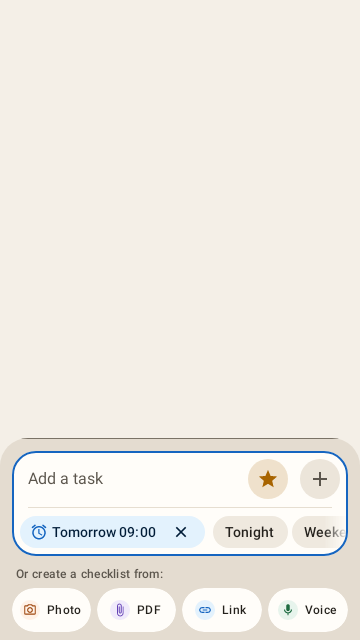 Add a task
Tomorrow 09:00
Tonight
Or create a checklist from:
Photo
PDF
Link
Voice